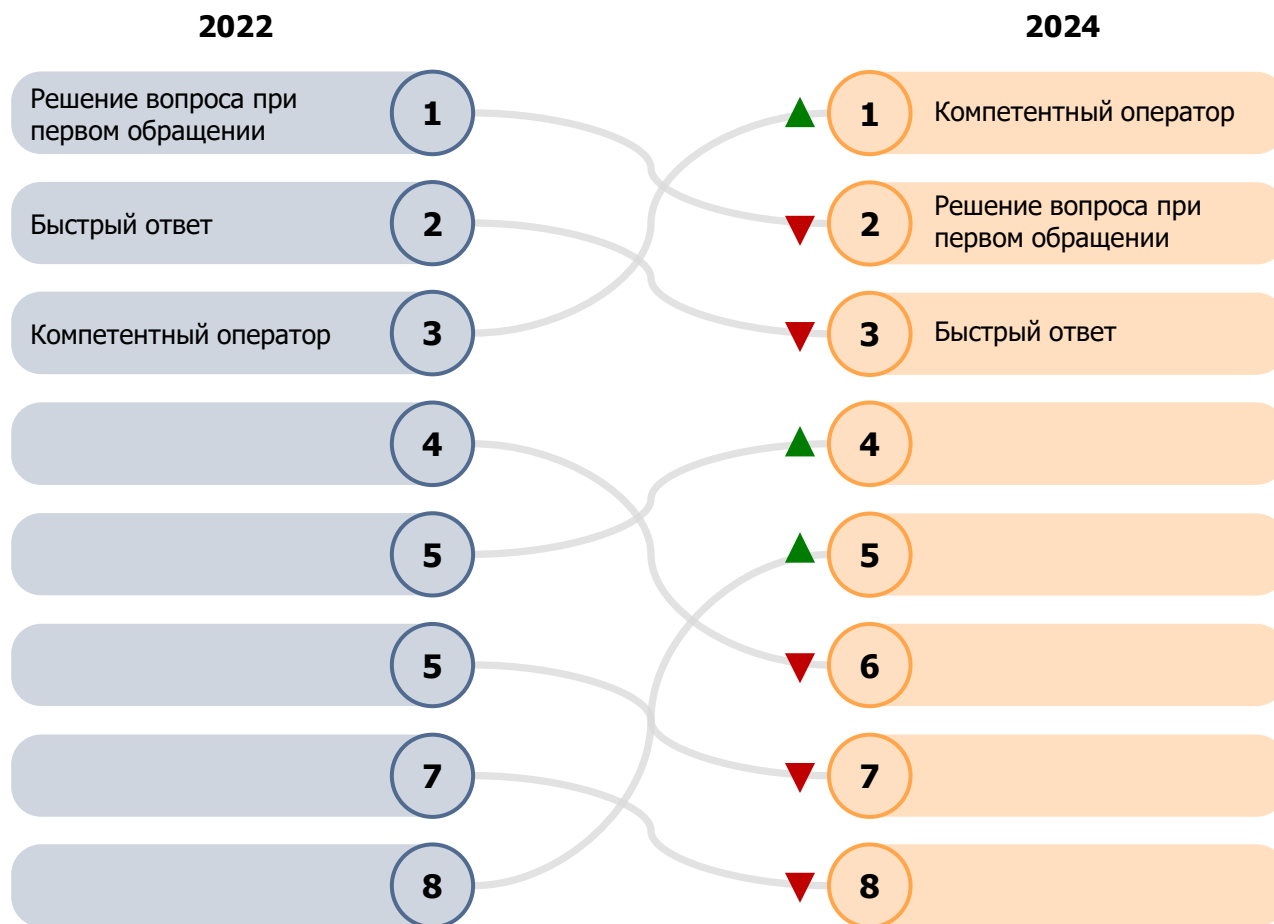 2022
2024
Решение вопроса при
первом обращении
1
1
Компетентный оператор
Быстрый ответ
2
2
Решение вопроса при
первом обращении
Компетентный оператор
3
3
Быстрый ответ
4
4
5
5
5
6
7
7
8
8